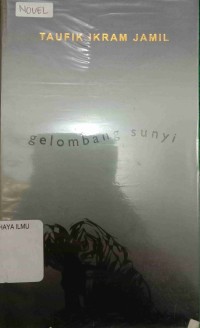 NOVEL
TAUFIK IKRAM JAMIL
gelombang sunyi
HAYA ILMU